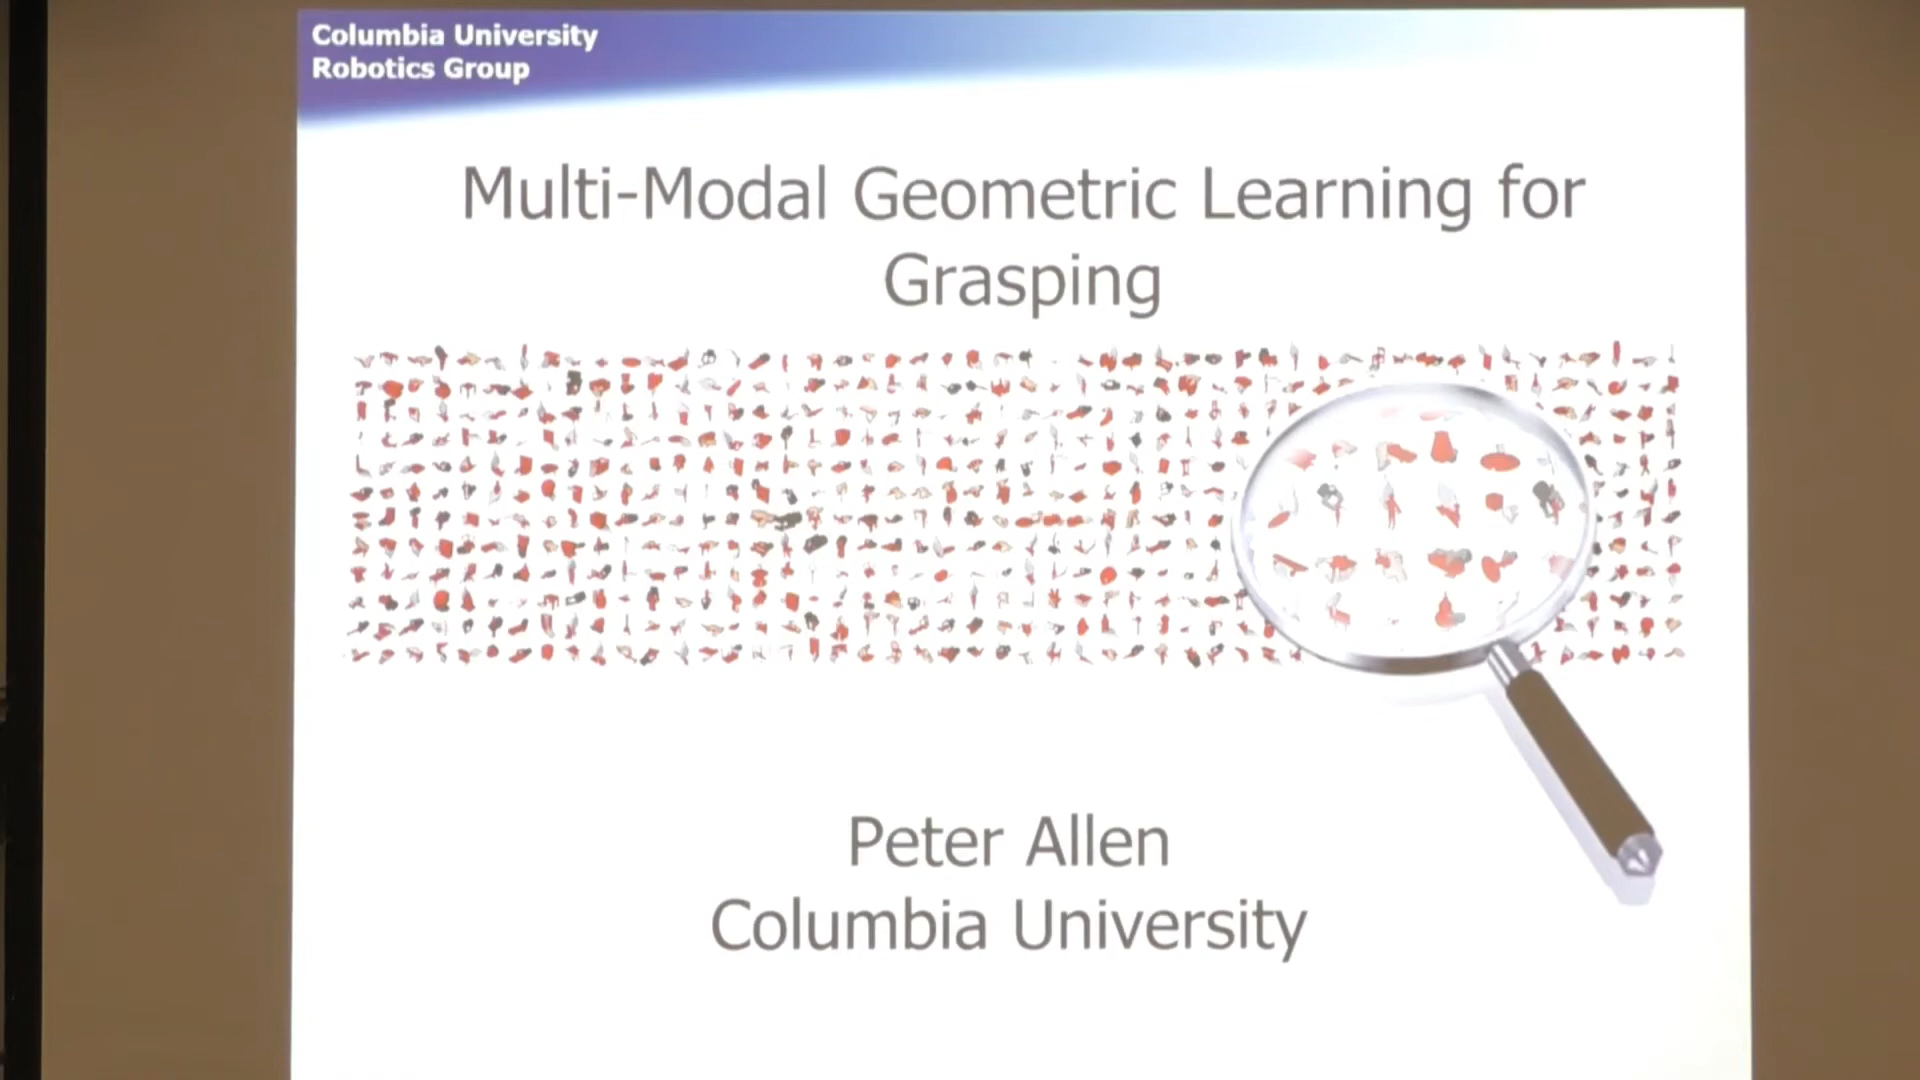 Columbia University
Robotics Group
Multi-Modal Geometric Learning for
Grasping
Peter Allen
Columbia University